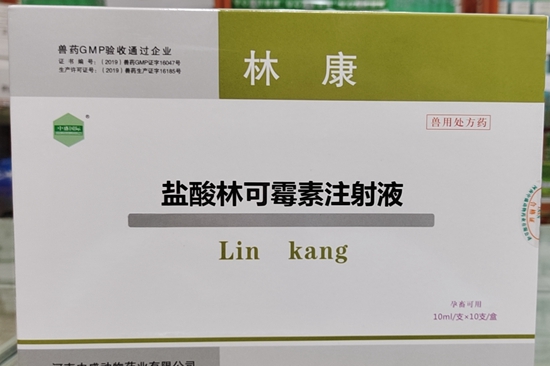 兽药GMP验收通过企业
证书编号：（2019）兽药GMP证字16047号
生产许可证号：（2019）兽药生产证字16185号
林 康
兽用处方药
盐酸林可霉素注射液
Lin kang
孕畜可用
10ml/支×10支/盒